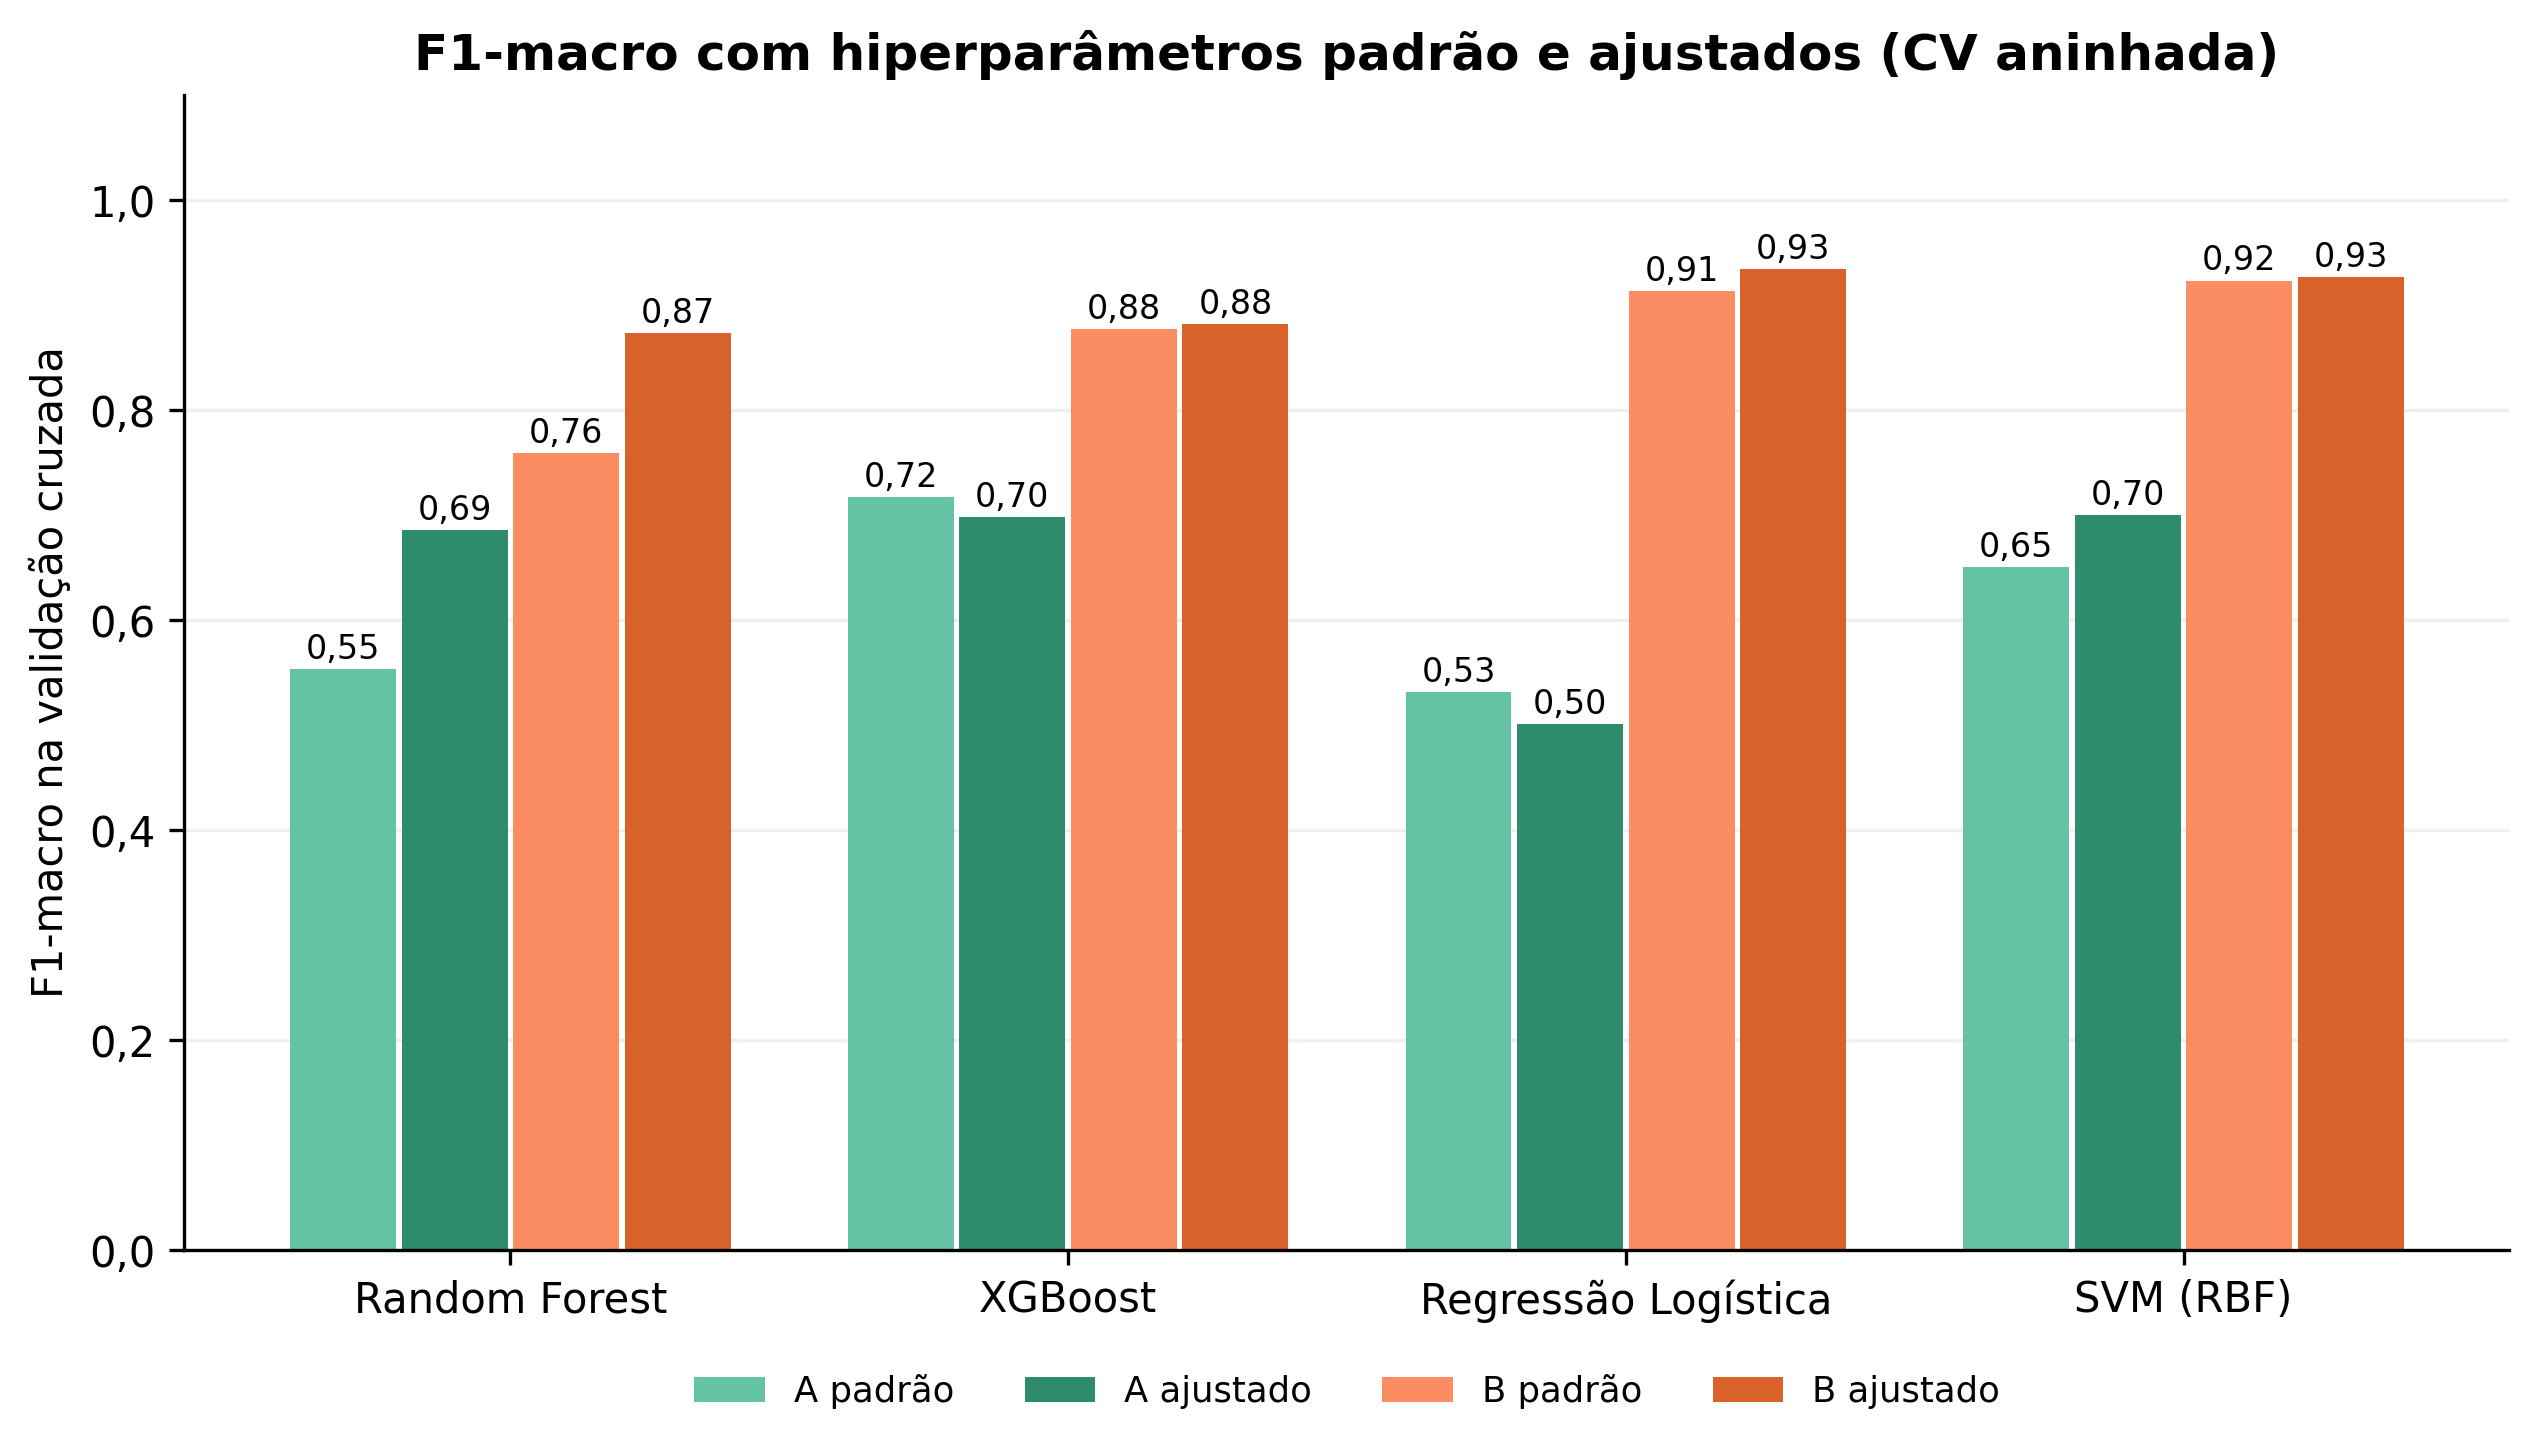 F1-macro com hiperparâmetros padrão e ajustados (CV aninhada)
F1-macro na validação cruzada
1,0
0,8
0,6
0,4
0,2
0,0
0,55
0,69
0,76
0,87
0,72
0,70
0,88
0,88
0,53
0,50
0,91
0,93
0,65
0,70
0,92
0,93
Random Forest
XGBoost
Regressão Logística
SVM (RBF)
A padrão
A ajustado
B padrão
B ajustado